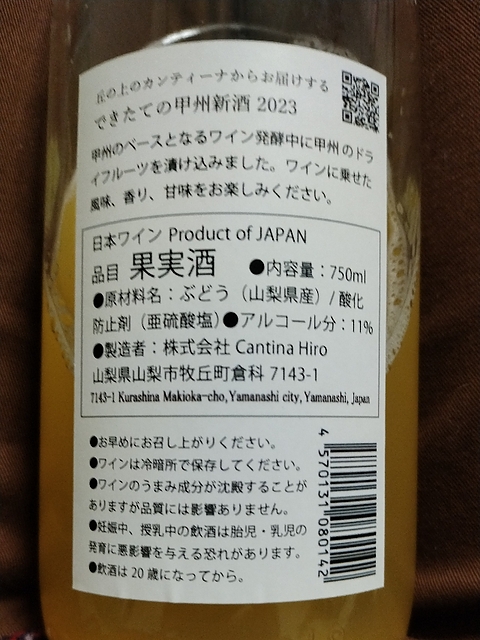 丘の上のカンティーナからお届けする
できたての甲州新酒 2023
甲州のベースとなるワイン発酵中に甲州のドラ
イフルーツを漬け込みました。ワインに乗せた
風味、香り、甘味をお楽しみください。
日本ワイン Product of JAPAN
品目 果実酒 ●内容量：750ml
●原材料名：ぶどう（山梨県産）/ 酸化
防止剤（亜硫酸塩）●アルコール分：11%
●製造者：株式会社 Cantina Hiro
山梨県山梨市牧丘町倉科 7143-1
7143-1 Kurashina Makioka-cho, Yamanashi city, Yamanashi, Japan
●お早めにお召し上がりください。
●ワインは冷暗所で保存してください。
●ワインのうまみ成分が沈殿することが
ありますが品質には影響ありません。
●妊娠中、授乳中の飲酒は胎児・乳児の
発育に悪影響を与える恐れがあります。
●飲酒は 20 歳になってから。
4 570131 080142